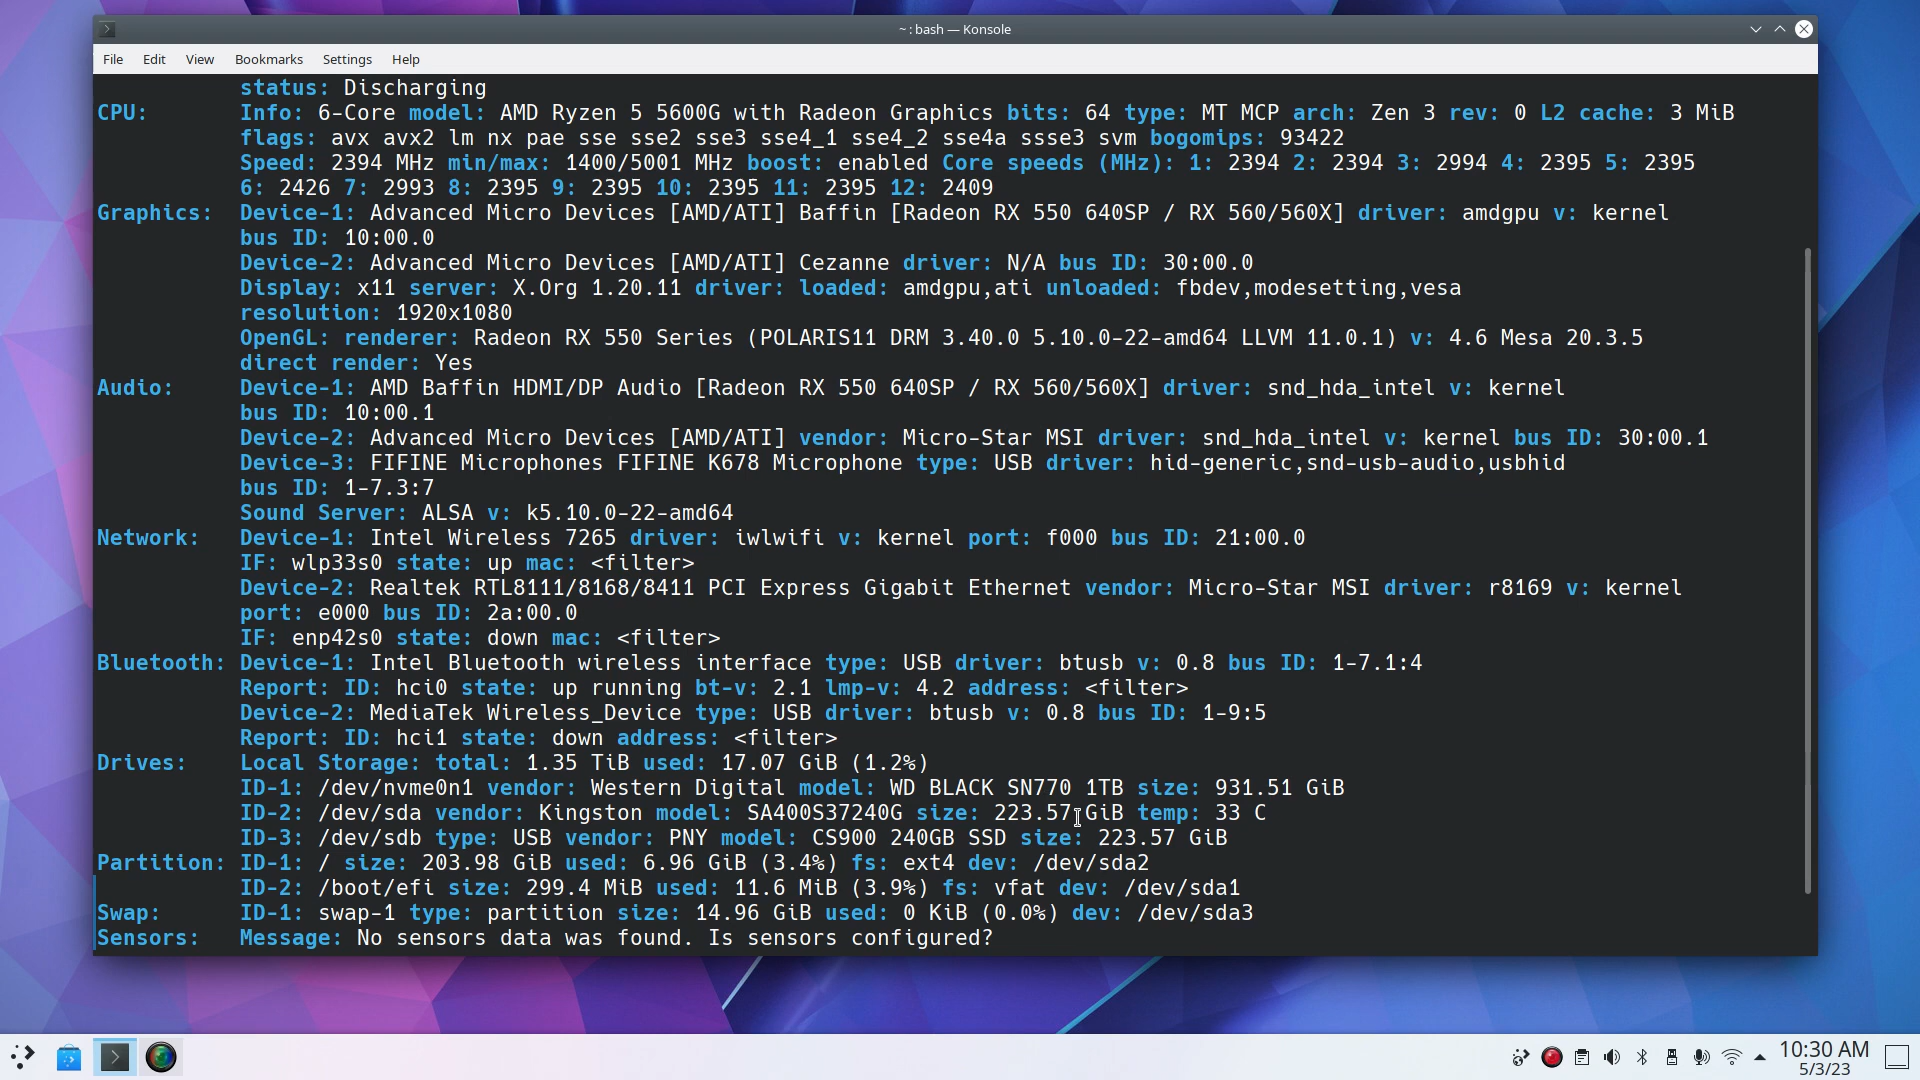 ~ : bash — Konsole
File Edit View Bookmarks Settings Help
status: Discharging
CPU: Info: 6-Core model: AMD Ryzen 5 5600G with Radeon Graphics bits: 64 type: MT MCP arch: Zen 3 rev: 0 L2 cache: 3 MiB
flags: avx avx2 lm nx pae sse sse2 sse3 sse4_1 sse4_2 sse4a ssse3 svm bogomips: 93422
Speed: 2394 MHz min/max: 1400/5001 MHz boost: enabled Core speeds (MHz): 1: 2394 2: 2394 3: 2994 4: 2395 5: 2395
6: 2426 7: 2993 8: 2395 9: 2395 10: 2395 11: 2395 12: 2409
Graphics: Device-1: Advanced Micro Devices [AMD/ATI] Baffin [Radeon RX 550 640SP / RX 560/560X] driver: amdgpu v: kernel
bus ID: 10:00.0
Device-2: Advanced Micro Devices [AMD/ATI] Cezanne driver: N/A bus ID: 30:00.0
Display: x11 server: X.Org 1.20.11 driver: loaded: amdgpu,ati unloaded: fbdev,modesetting,vesa
resolution: 1920x1080
OpenGL: renderer: Radeon RX 550 Series (POLARIS11 DRM 3.40.0 5.10.0-22-amd64 LLVM 11.0.1) v: 4.6 Mesa 20.3.5
direct render: Yes
Audio: Device-1: AMD Baffin HDMI/DP Audio [Radeon RX 550 640SP / RX 560/560X] driver: snd_hda_intel v: kernel
bus ID: 10:00.1
Device-2: Advanced Micro Devices [AMD/ATI] vendor: Micro-Star MSI driver: snd_hda_intel v: kernel bus ID: 30:00.1
Device-3: FIFINE Microphones FIFINE K678 Microphone type: USB driver: hid-generic,snd-usb-audio,usbhid
bus ID: 1-7.3:7
Sound Server: ALSA v: k5.10.0-22-amd64
Network: Device-1: Intel Wireless 7265 driver: iwlwifi v: kernel port: f000 bus ID: 21:00.0
IF: wlp33s0 state: up mac: <filter>
Device-2: Realtek RTL8111/8168/8411 PCI Express Gigabit Ethernet vendor: Micro-Star MSI driver: r8169 v: kernel
port: e000 bus ID: 2a:00.0
IF: enp42s0 state: down mac: <filter>
Bluetooth: Device-1: Intel Bluetooth wireless interface type: USB driver: btusb v: 0.8 bus ID: 1-7.1:4
Report: ID: hci0 state: up running bt-v: 2.1 lmp-v: 4.2 address: <filter>
Device-2: MediaTek Wireless_Device type: USB driver: btusb v: 0.8 bus ID: 1-9:5
Report: ID: hci1 state: down address: <filter>
Drives: Local Storage: total: 1.35 TiB used: 17.07 GiB (1.2%)
ID-1: /dev/nvme0n1 vendor: Western Digital model: WD BLACK SN770 1TB size: 931.51 GiB
ID-2: /dev/sda vendor: Kingston model: SA400S37240G size: 223.57 GiB temp: 33 C
ID-3: /dev/sdb type: USB vendor: PNY model: CS900 240GB SSD size: 223.57 GiB
Partition: ID-1: / size: 203.98 GiB used: 6.96 GiB (3.4%) fs: ext4 dev: /dev/sda2
ID-2: /boot/efi size: 299.4 MiB used: 11.6 MiB (3.9%) fs: vfat dev: /dev/sda1
Swap: ID-1: swap-1 type: partition size: 14.96 GiB used: 0 KiB (0.0%) dev: /dev/sda3
Sensors: Message: No sensors data was found. Is sensors configured?
10:30 AM
5/3/23